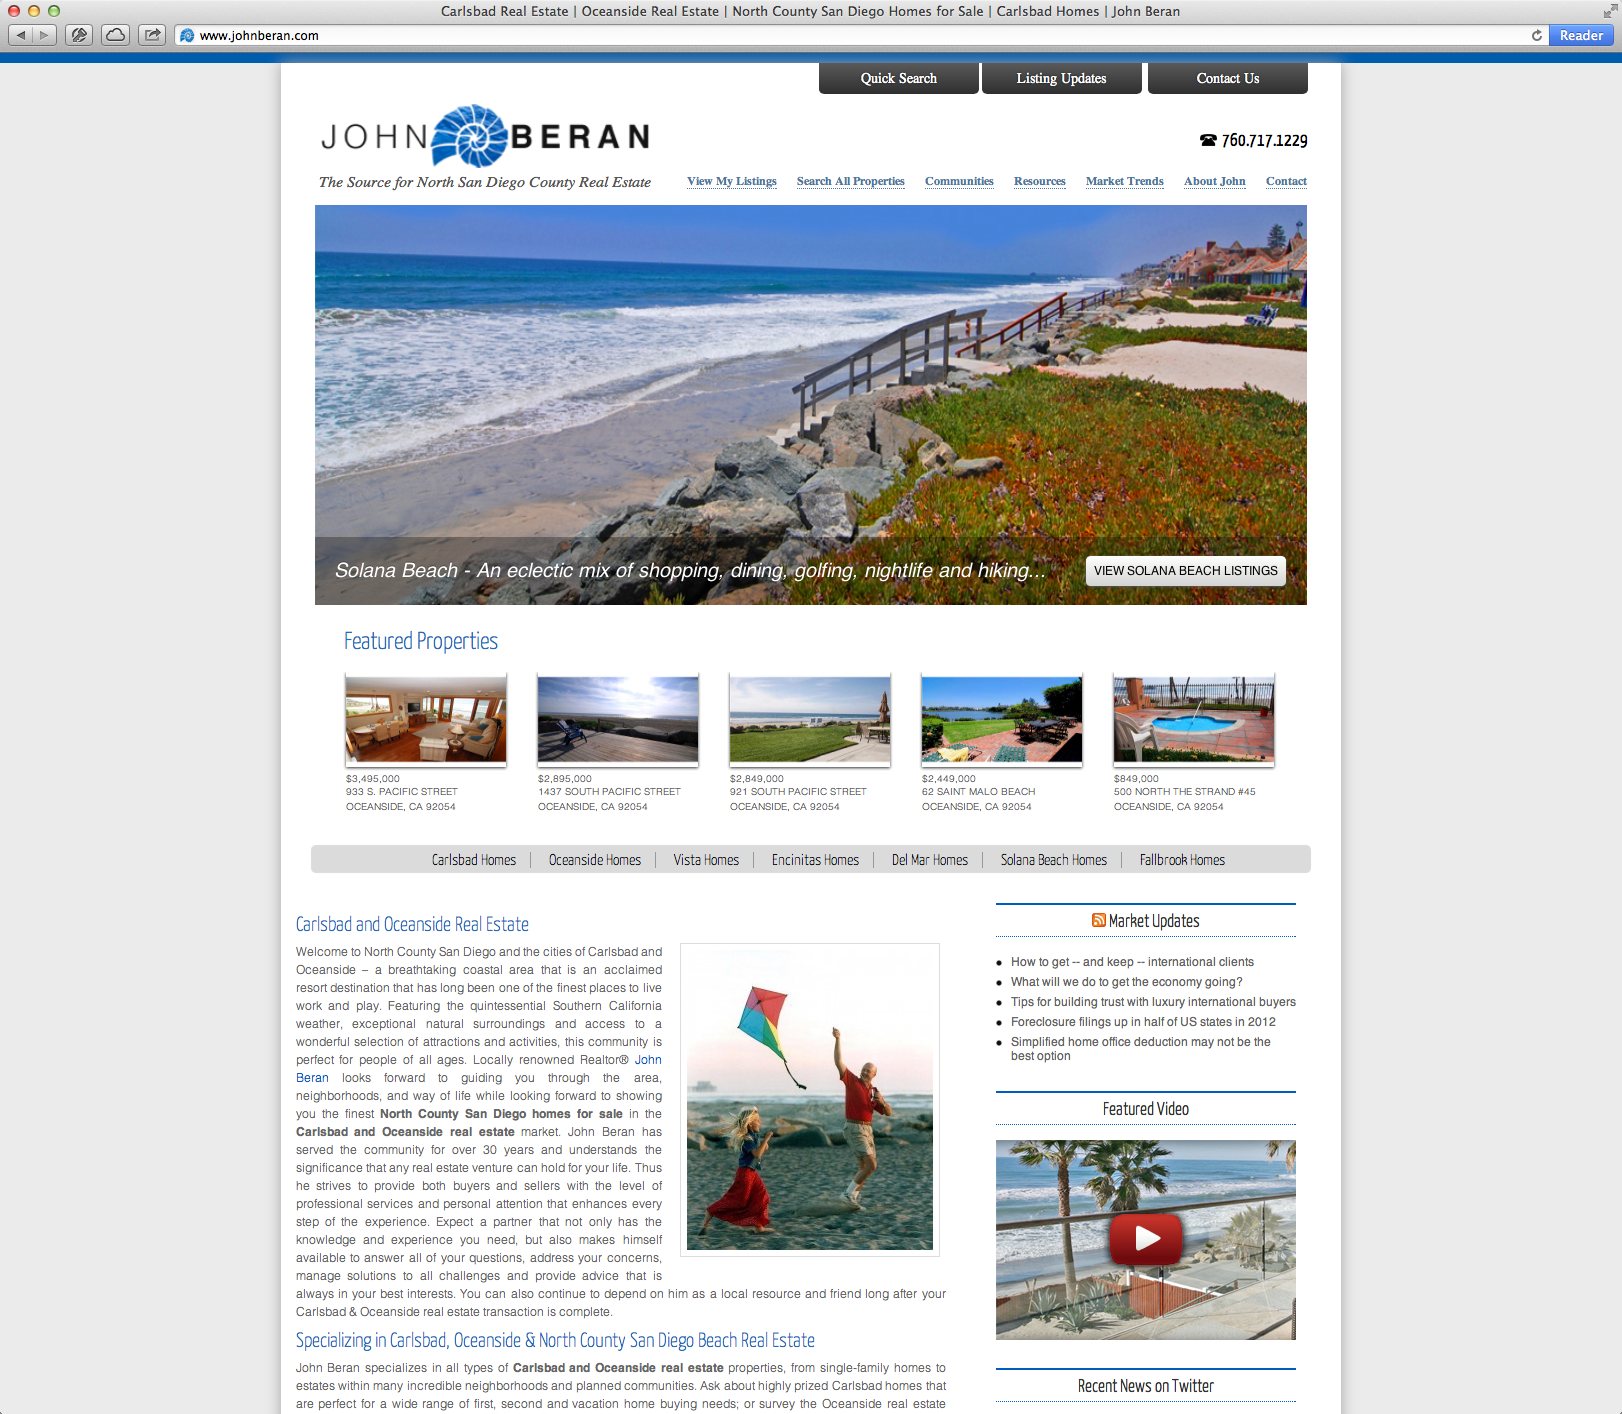 Carlsbad Real Estate | Oceanside Real Estate | North County San Diego Homes for Sale | Carlsbad Homes | John Beran
www.johnberan.com
Reader
Quick Search
Listing Updates
Contact Us
JOHN BERAN
760.717.1229
The Source for North San Diego County Real Estate
View My Listings
Search All Properties
Communities
Resources
Market Trends
About John
Contact
Solana Beach - An eclectic mix of shopping, dining, golfing, nightlife and hiking...
VIEW SOLANA BEACH LISTINGS
Featured Properties
$3,495,000
933 S. PACIFIC STREET
OCEANSIDE, CA 92054
$2,895,000
1437 SOUTH PACIFIC STREET
OCEANSIDE, CA 92054
$2,849,000
921 SOUTH PACIFIC STREET
OCEANSIDE, CA 92054
$2,449,000
62 SAINT MALO BEACH
OCEANSIDE, CA 92054
$849,000
500 NORTH THE STRAND #45
OCEANSIDE, CA 92054
Carlsbad Homes
Oceanside Homes
Vista Homes
Encinitas Homes
Del Mar Homes
Solana Beach Homes
Fallbrook Homes
Carlsbad and Oceanside Real Estate
Welcome to North County San Diego and the cities of Carlsbad and
Oceanside – a breathtaking coastal area that is an acclaimed
resort destination that has long been one of the finest places to live
work and play. Featuring the quintessential Southern California
weather, exceptional natural surroundings and access to a
wonderful selection of attractions and activities, this community is
perfect for people of all ages. Locally renowned Realtor® John
Beran looks forward to guiding you through the area,
neighborhoods, and way of life while looking forward to showing
you the finest North County San Diego homes for sale in the
Carlsbad and Oceanside real estate market. John Beran has
served the community for over 30 years and understands the
significance that any real estate venture can hold for your life. Thus
he strives to provide both buyers and sellers with the level of
professional services and personal attention that enhances every
step of the experience. Expect a partner that not only has the
knowledge and experience you need, but also makes himself
available to answer all of your questions, address your concerns,
manage solutions to all challenges and provide advice that is
always in your best interests. You can also continue to depend on him as a local resource and friend long after your
Carlsbad & Oceanside real estate transaction is complete.
Specializing in Carlsbad, Oceanside & North County San Diego Beach Real Estate
John Beran specializes in all types of Carlsbad and Oceanside real estate properties, from single-family homes to
estates within many incredible neighborhoods and planned communities. Ask about highly prized Carlsbad homes that
are perfect for a wide range of first, second and vacation home buying needs; or survey the Oceanside real estate
Market Updates
How to get -- and keep -- international clients
What will we do to get the economy going?
Tips for building trust with luxury international buyers
Foreclosure filings up in half of US states in 2012
Simplified home office deduction may not be the
best option
Featured Video
Recent News on Twitter